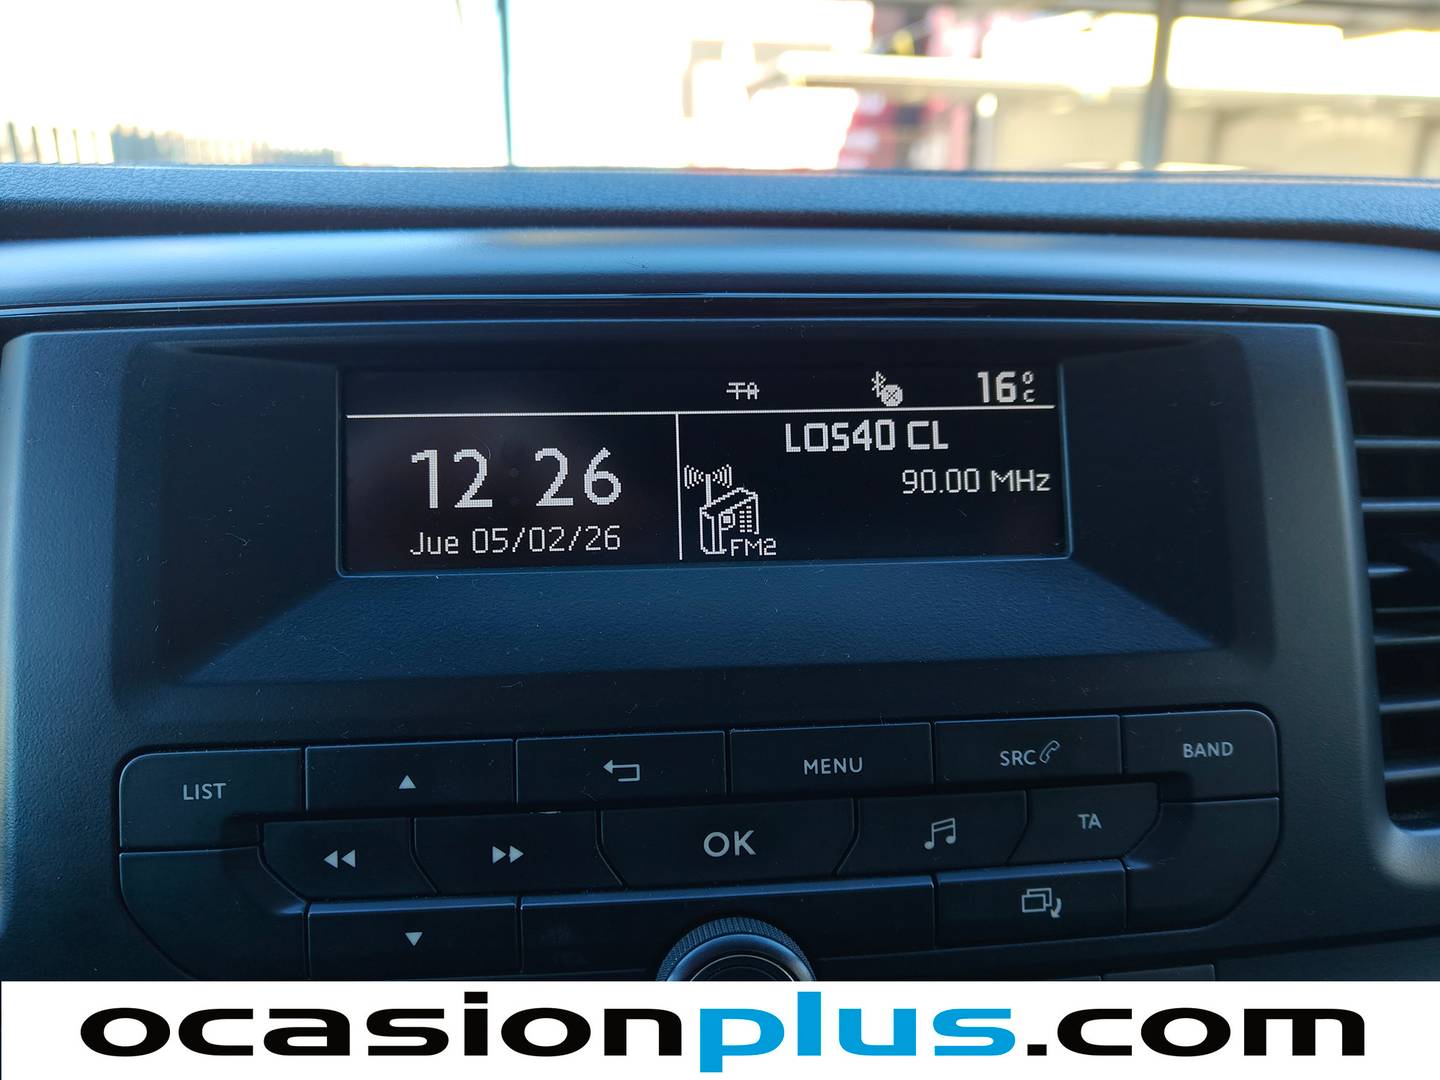 TA
16°C
12 26
Jue 05/02/26
LOS40 CL
90.00 MHz
FM2
LIST
MENU
SRC
BAND
OK
TA
ocasionplus.com